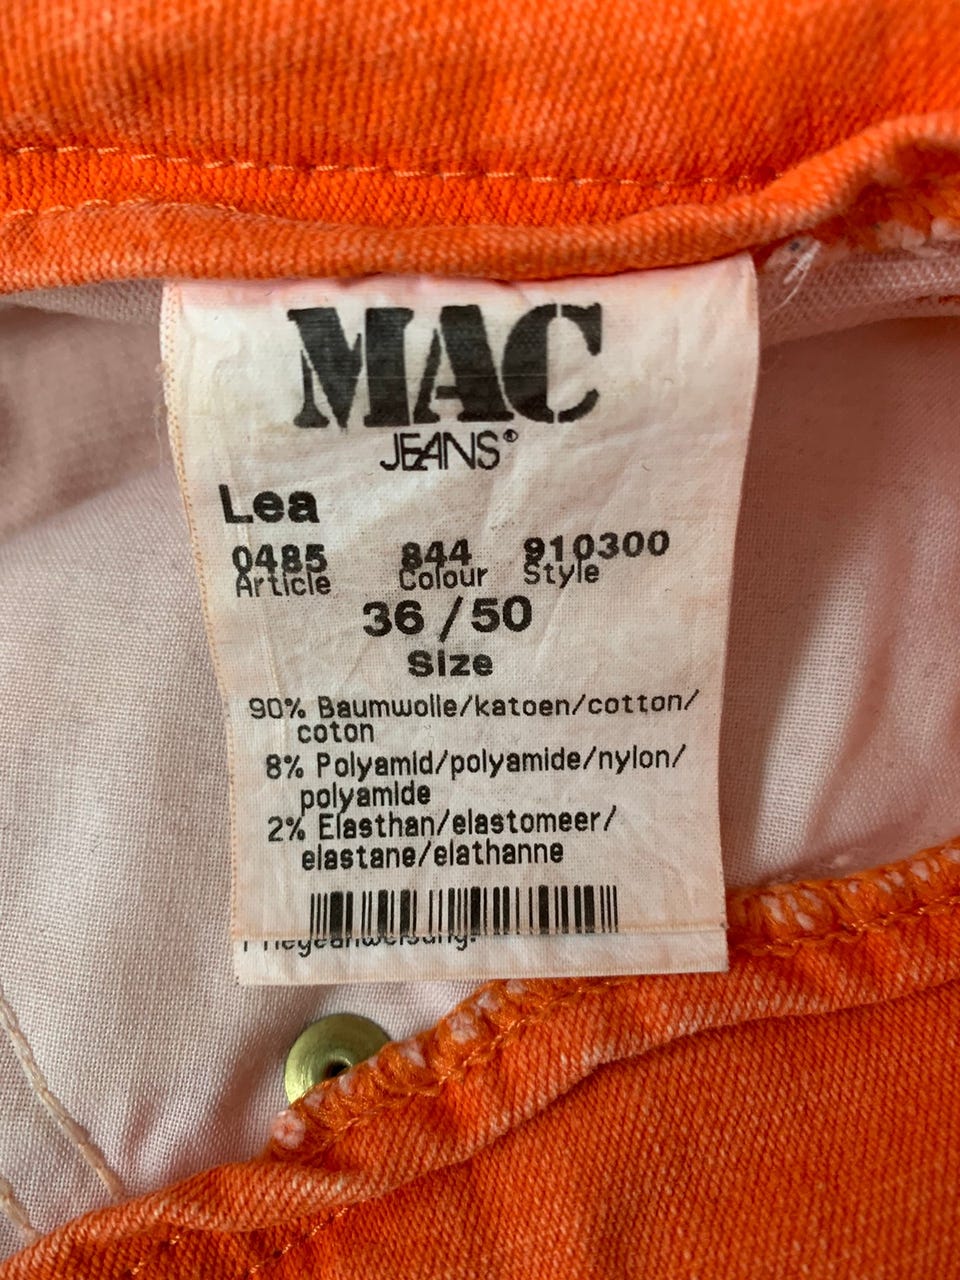 MAC
JEANS®
Lea
0485 844 910300
Article Colour Style
36/50
Size
90% Baumwolle/katoen/cotton/
coton
8% Polyamid/polyamide/nylon/
polyamide
2% Elasthan/elastomeer/
elastane/elathanne
Pflegeanweisung: